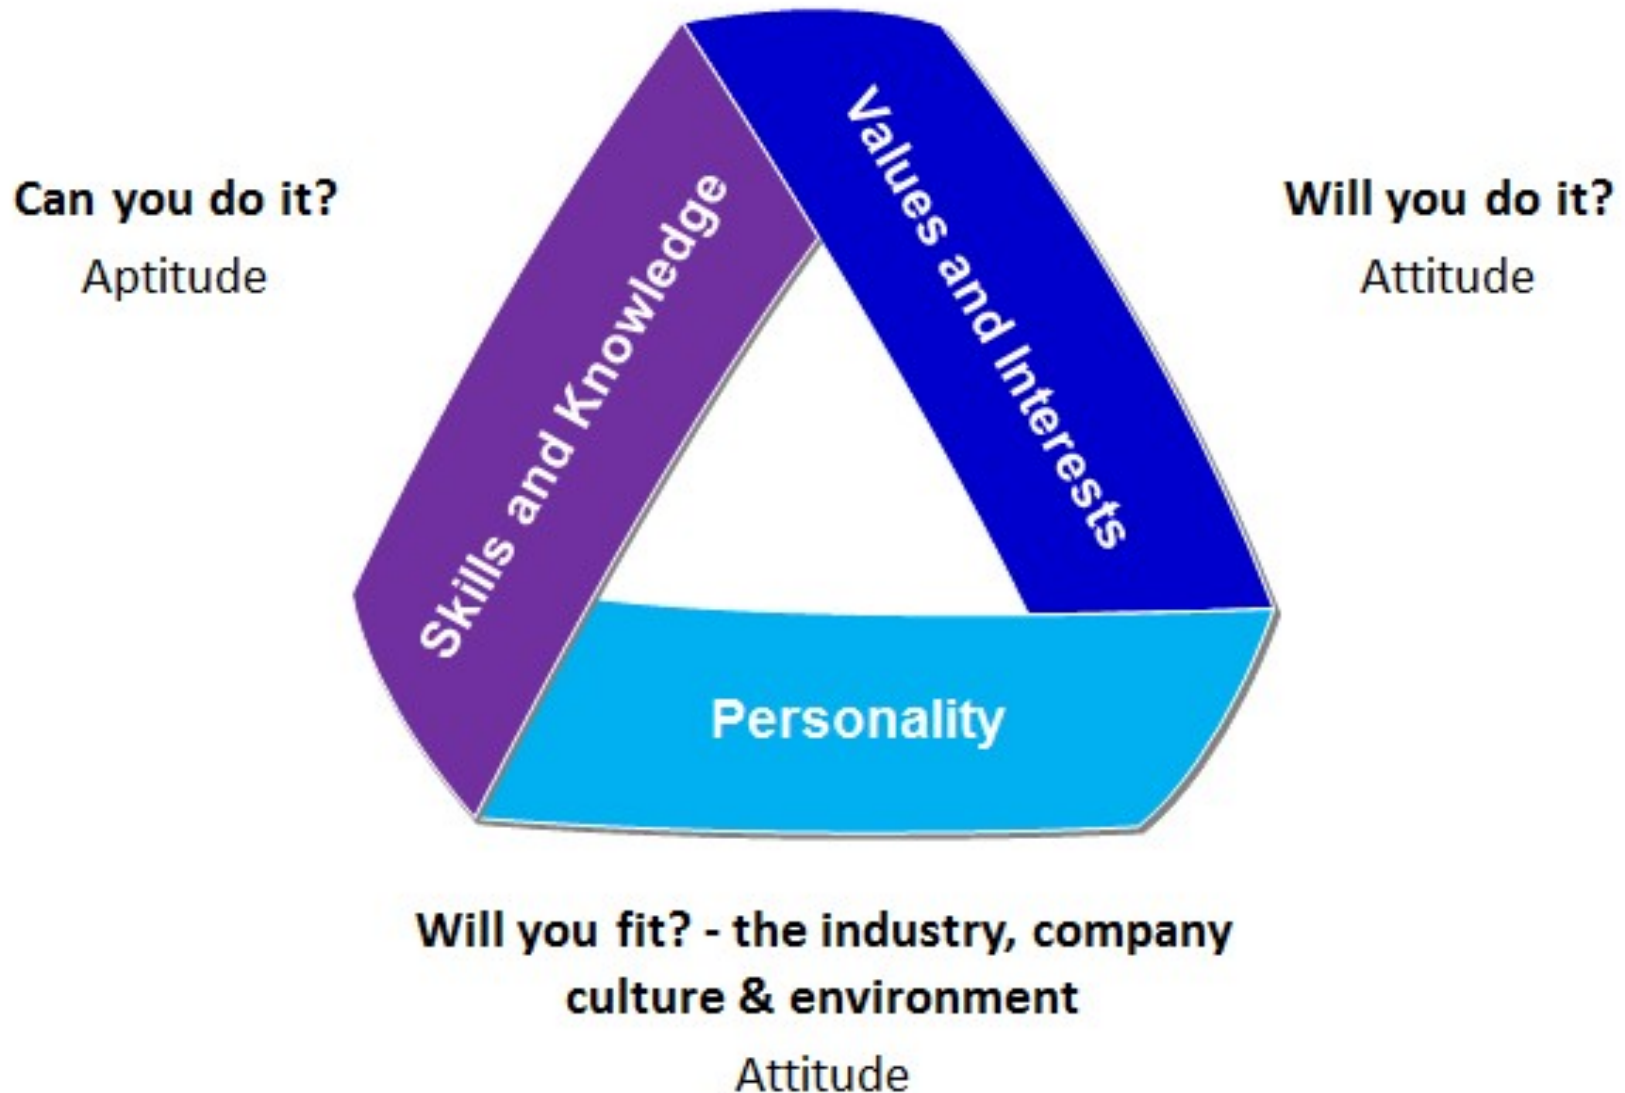 Can you do it?
Aptitude
Skills and Knowledge
Values and Interests
Will you do it?
Attitude
Personality
Will you fit? - the industry, company
culture & environment
Attitude